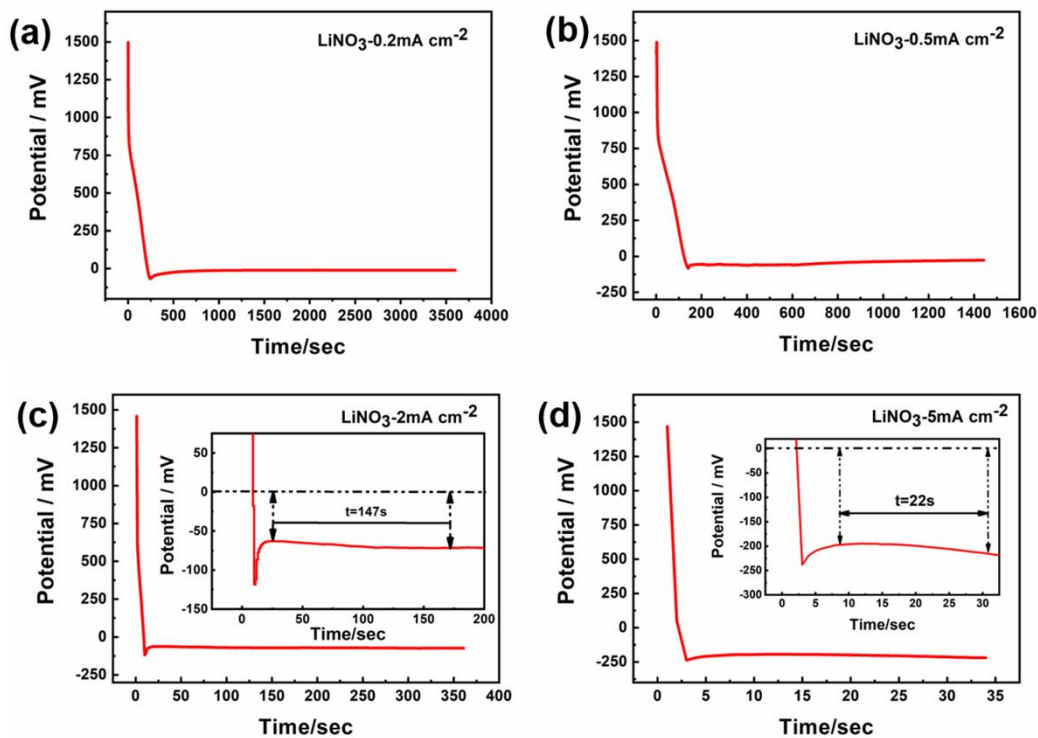 (a)
LiNO3-0.2mA cm-2
Potential / mV
1500
1250
1000
750
500
250
0
0 500 1000 1500 2000 2500 3000 3500 4000
Time/sec
(b)
LiNO3-0.5mA cm-2
Potential / mV
1500
1250
1000
750
500
250
0
-250
0 200 400 600 800 1000 1200 1400 1600
Time/sec
(c)
LiNO3-2mA cm-2
Potential / mV
1500
1250
1000
750
500
250
0
-250
0 50 100 150 200 250 300 350 400
Time/sec
Potential / mV
50
0
-50
-100
-150
t=147s
0 50 100 150 200
Time/sec
(d)
LiNO3-5mA cm-2
Potential / mV
1500
1250
1000
750
500
250
0
-250
0 5 10 15 20 25 30 35
Time/sec
Potential / mV
0
-50
-100
-150
-200
-250
-300
t=22s
0 5 10 15 20 25 30
Time/sec